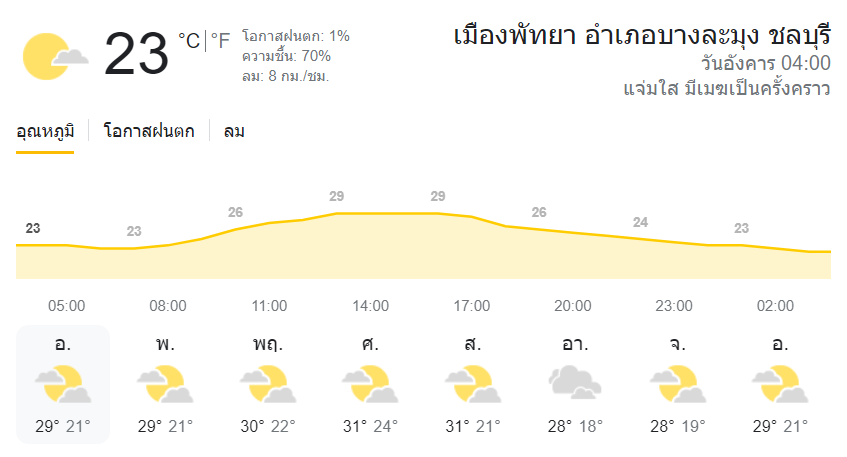 23 °C | °F
โอกาสฝนตก: 1%
ความชื้น: 70%
ลม: 8 กม./ชม.
เมืองพัทยา อำเภอบางละมุง ชลบุรี
วันอังคาร 04:00
แจ่มใส มีเมฆเป็นครั้งคราว
อุณหภูมิ | โอกาสฝนตก | ลม
23 23 26 29 29 26 24 23
05:00 08:00 11:00 14:00 17:00 20:00 23:00 02:00
อ. พ. พฤ. ศ. ส. อา. จ. อ.
29° 21° 29° 21° 30° 22° 31° 24° 31° 21° 28° 18° 28° 19° 29° 21°